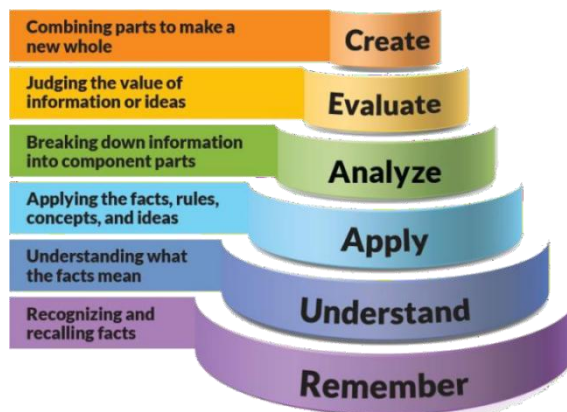 Combining parts to make a
new whole
Create
Judging the value of
information or ideas
Evaluate
Breaking down information
into component parts
Analyze
Applying the facts, rules,
concepts, and ideas
Apply
Understanding what
the facts mean
Understand
Recognizing and
recalling facts
Remember